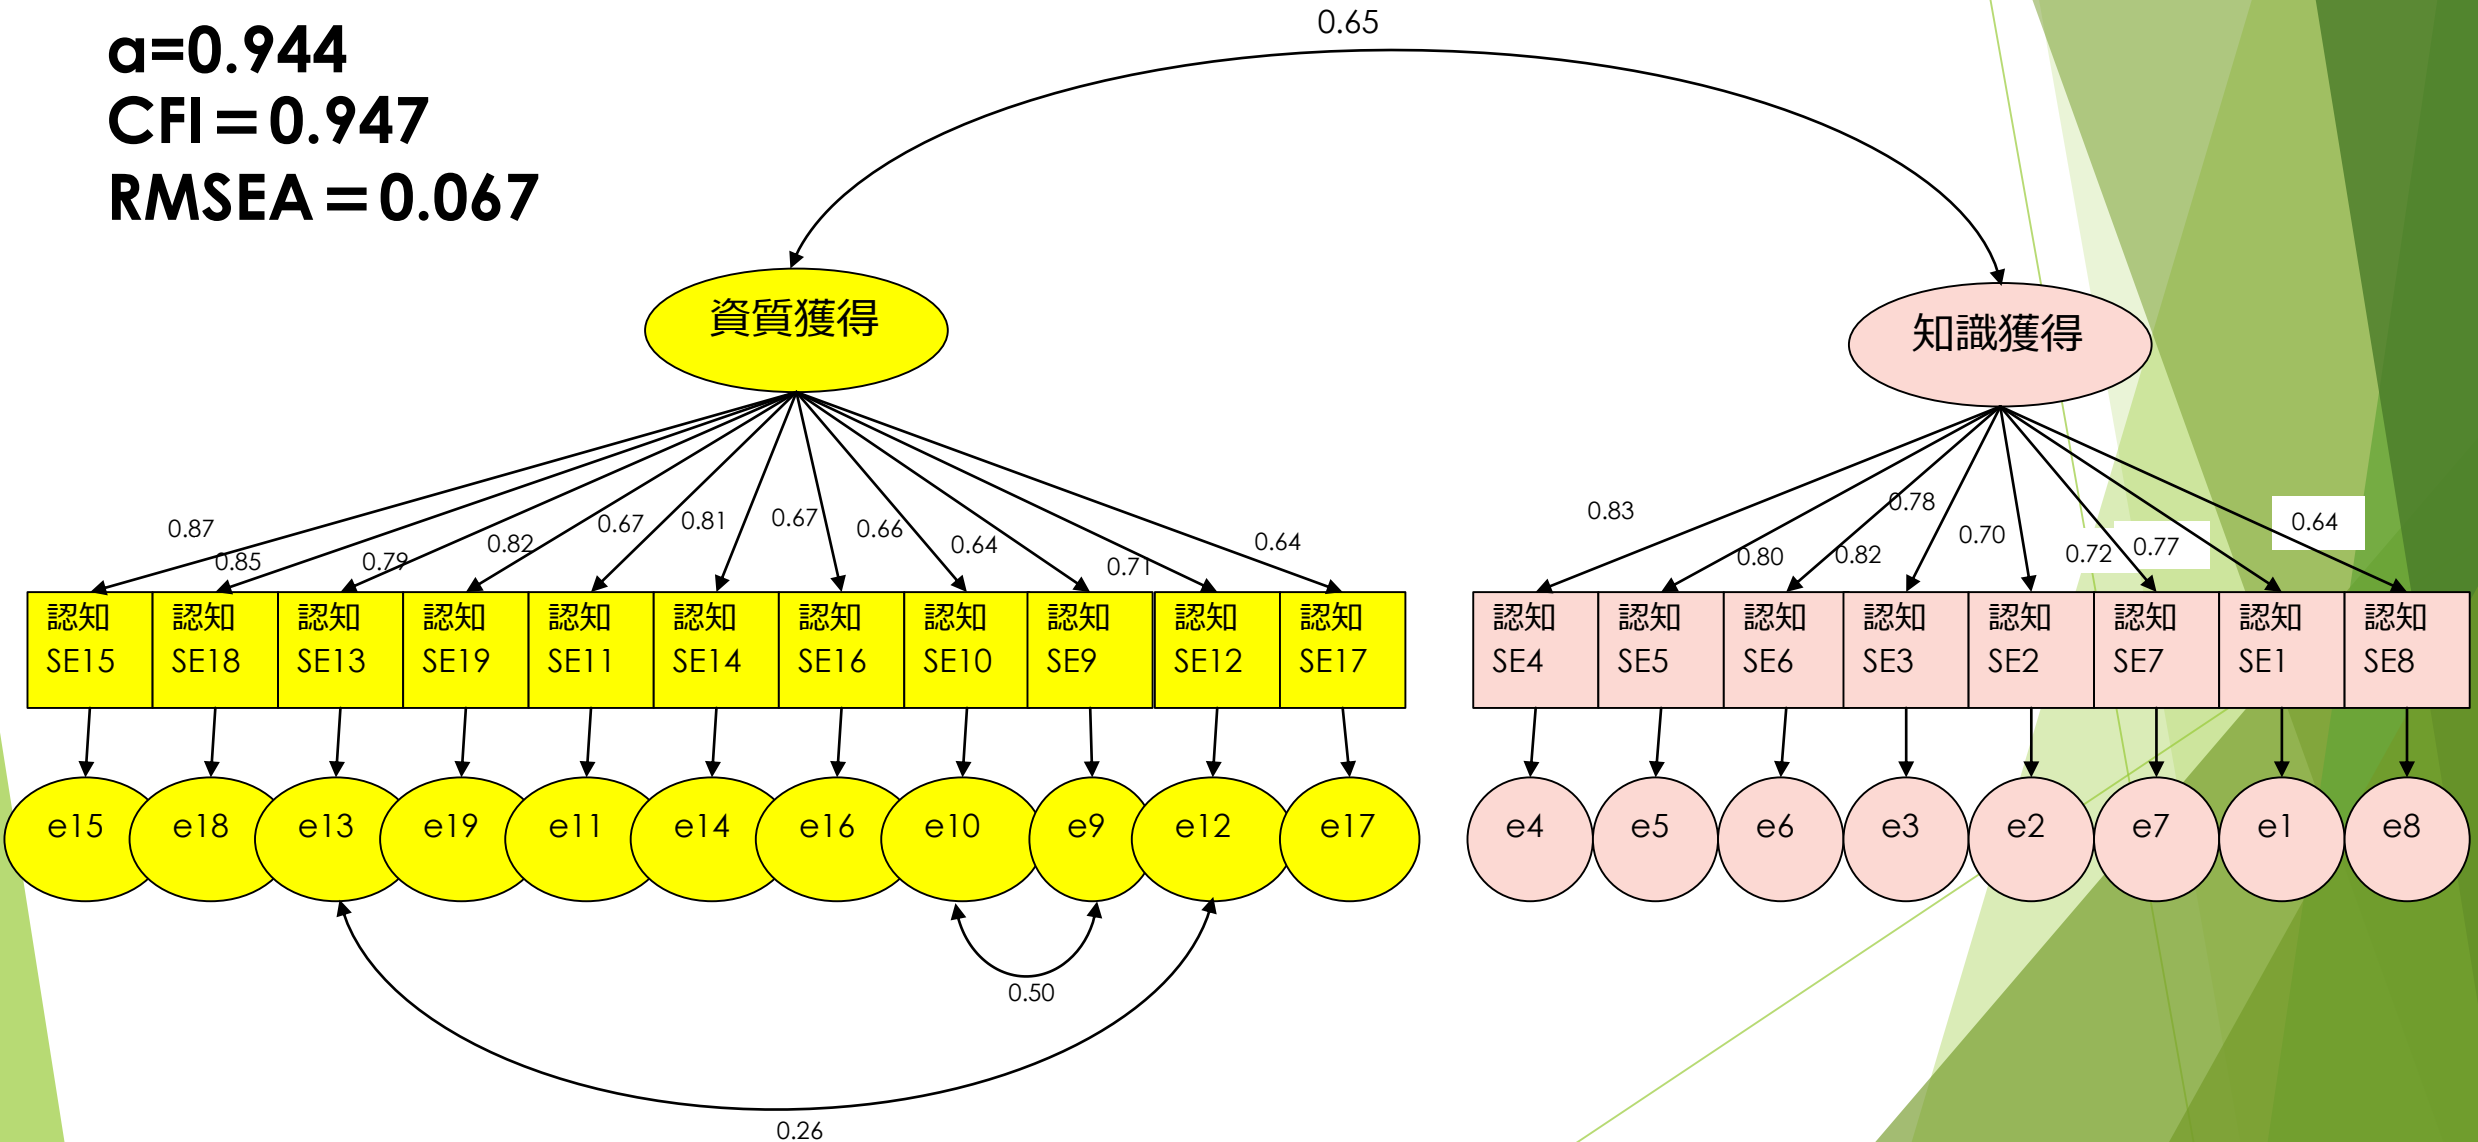 a=0.944
CFI＝0.947
RMSEA＝0.067
0.65
資質獲得
知識獲得
0.87
0.85
0.79
0.82
0.67
0.81
0.67
0.66
0.64
0.71
0.64
0.83
0.80
0.82
0.78
0.70
0.72
0.77
0.64
認知
SE15
認知
SE18
認知
SE13
認知
SE19
認知
SE11
認知
SE14
認知
SE16
認知
SE10
認知
SE9
認知
SE12
認知
SE17
認知
SE4
認知
SE5
認知
SE6
認知
SE3
認知
SE2
認知
SE7
認知
SE1
認知
SE8
e15
e18
e13
e19
e11
e14
e16
e10
e9
e12
e17
e4
e5
e6
e3
e2
e7
e1
e8
0.50
0.26